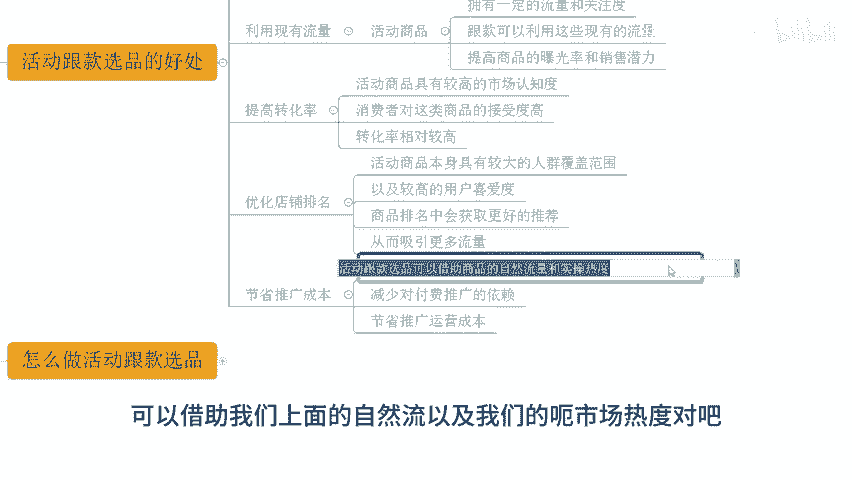 拥有一定的流量和关注度
利用现有流量
活动商品
跟款可以利用这些现有的流量
提高商品的曝光率和销售潜力
活动跟款选品的好处
活动商品具有较高的市场认知度
提高转化率
消费者对这类商品的接受度高
转化率相对较高
活动商品本身具有较大的人群覆盖范围
以及较高的用户喜爱度
优化店铺排名
商品排名中会获取更好的推荐
从而吸引更多流量
活动跟款选品可以借助商品的自然流量和实操热度
节省推广成本
减少对付费推广的依赖
节省推广运营成本
怎么做活动跟款选品
可以借助我们上面的自然流以及我们的呃市场热度对吧